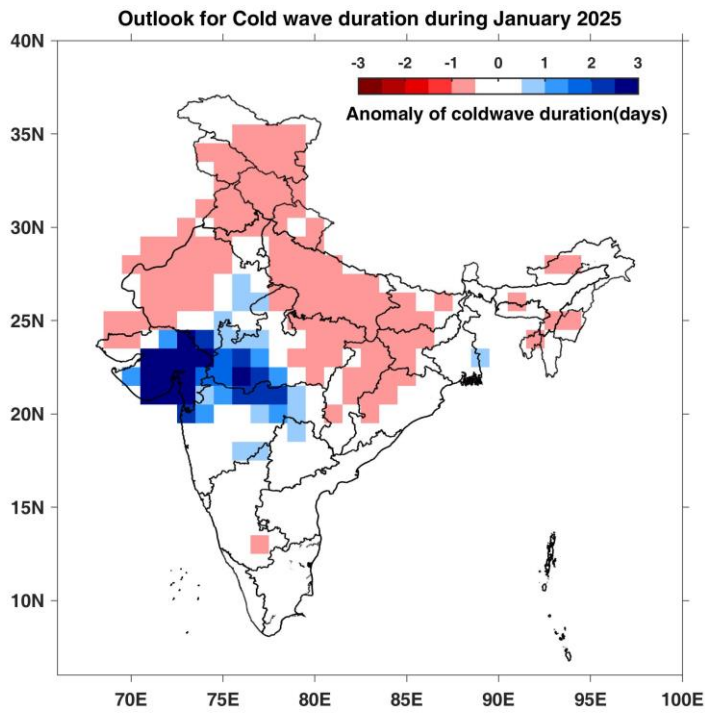 Outlook for Cold wave duration during January 2025
40N
-3 -2 -1 0 1 2 3
Anomaly of coldwave duration(days)
35N
30N
25N
20N
15N
10N
70E 75E 80E 85E 90E 95E 100E